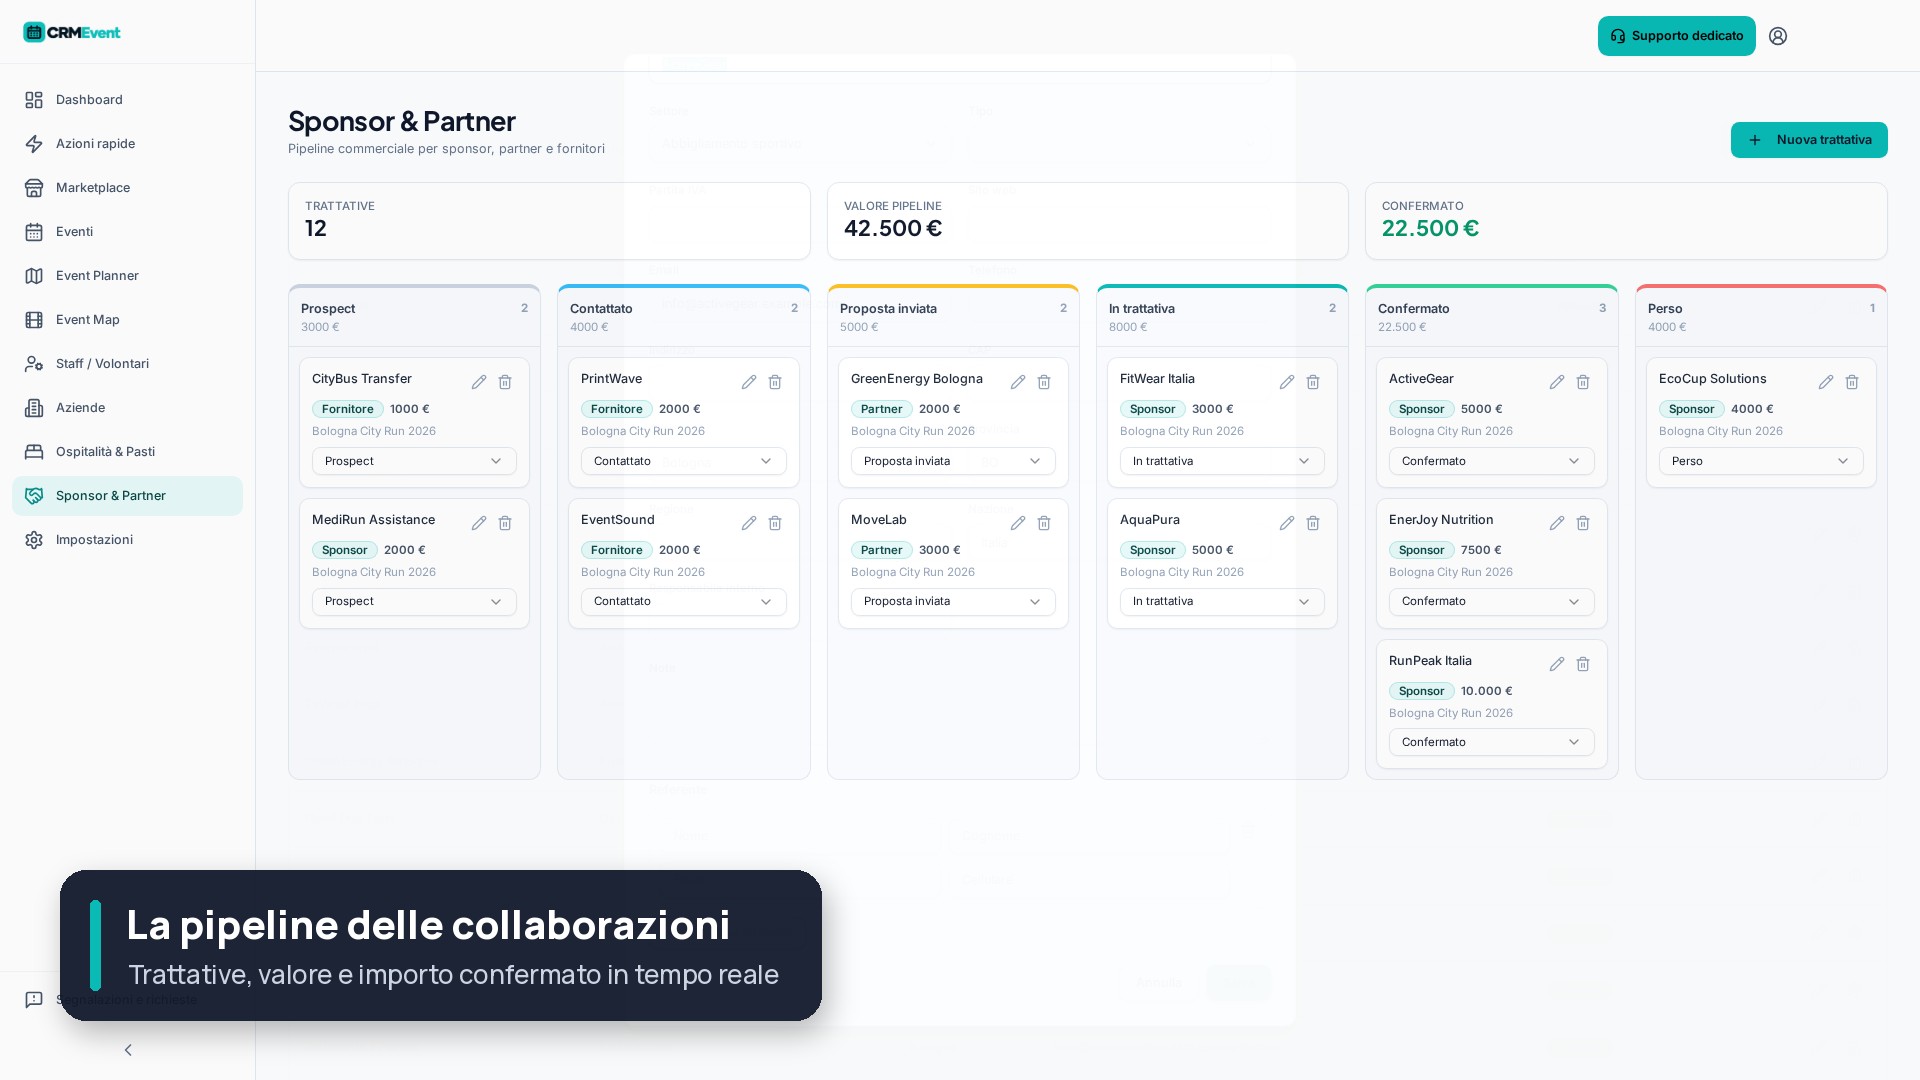 CRMEvent
Supporto dedicato
Dashboard
Azioni rapide
Marketplace
Eventi
Event Planner
Event Map
Staff / Volontari
Aziende
Ospitalità & Pasti
Sponsor & Partner
Impostazioni
Sponsor & Partner
Pipeline commerciale per sponsor, partner e fornitori
Nuova trattativa
TRATTATIVE
12
VALORE PIPELINE
42.500 €
CONFERMATO
22.500 €
Prospect 2
3000 €
CityBus Transfer
Fornitore 1000 €
Bologna City Run 2026
Prospect
MediRun Assistance
Sponsor 2000 €
Bologna City Run 2026
Prospect
Contattato 2
4000 €
PrintWave
Fornitore 2000 €
Bologna City Run 2026
Contattato
EventSound
Fornitore 2000 €
Bologna City Run 2026
Contattato
Proposta inviata 2
5000 €
GreenEnergy Bologna
Partner 2000 €
Bologna City Run 2026
Proposta inviata
MoveLab
Partner 3000 €
Bologna City Run 2026
Proposta inviata
In trattativa 2
8000 €
FitWear Italia
Sponsor 3000 €
Bologna City Run 2026
In trattativa
AquaPura
Sponsor 5000 €
Bologna City Run 2026
In trattativa
Confermato 3
22.500 €
ActiveGear
Sponsor 5000 €
Bologna City Run 2026
Confermato
EnerJoy Nutrition
Sponsor 7500 €
Bologna City Run 2026
Confermato
RunPeak Italia
Sponsor 10.000 €
Bologna City Run 2026
Confermato
Perso 1
4000 €
EcoCup Solutions
Sponsor 4000 €
Bologna City Run 2026
Perso
La pipeline delle collaborazioni
Trattative, valore e importo confermato in tempo reale
Segnalazioni e richieste